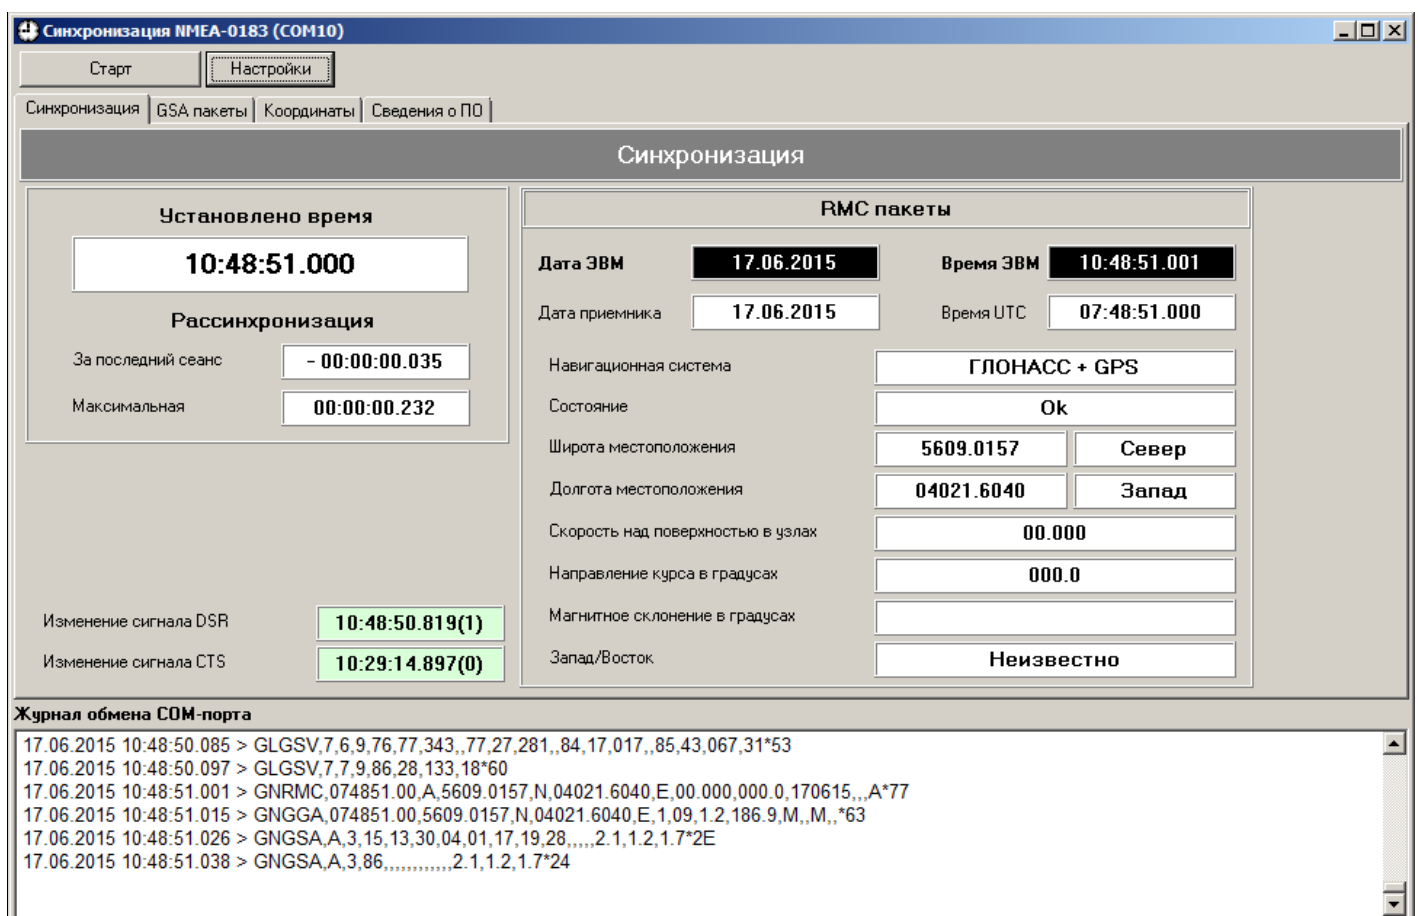 Синхронизация NMEA-0183 (COM10)
Старт Настройки
Синхронизация GSA пакеты Координаты Сведения о ПО
Синхронизация
Установлено время
10:48:51.000
Рассинхронизация
За последний сеанс - 00:00:00.035
Максимальная 00:00:00.232
Изменение сигнала DSR 10:48:50.819(1)
Изменение сигнала CTS 10:29:14.897(0)
RMC пакеты
Дата ЭВМ 17.06.2015 Время ЭВМ 10:48:51.001
Дата приемника 17.06.2015 Время UTC 07:48:51.000
Навигационная система ГЛОНАСС + GPS
Состояние Ok
Широта местоположения 5609.0157 Север
Долгота местоположения 04021.6040 Запад
Скорость над поверхностью в узлах 00.000
Направление курса в градусах 000.0
Магнитное склонение в градусах
Запад/Восток Неизвестно
Журнал обмена COM-порта
17.06.2015 10:48:50.085 > GLGSV,7,6,9,76,77,343,,77,27,281,,84,17,017,,85,43,067,31*53
17.06.2015 10:48:50.097 > GLGSV,7,7,9,86,28,133,18*60
17.06.2015 10:48:51.001 > GNRMC,074851.00,A,5609.0157,N,04021.6040,E,00.000,000.0,170615,,,A*77
17.06.2015 10:48:51.015 > GNGGA,074851.00,5609.0157,N,04021.6040,E,1,09,1.2,186.9,M,,M,,*63
17.06.2015 10:48:51.026 > GNGSA,A,3,15,13,30,04,01,17,19,28,,,,,2.1,1.2,1.7*2E
17.06.2015 10:48:51.038 > GNGSA,A,3,86,,,,,,,,,,,,2.1,1.2,1.7*24